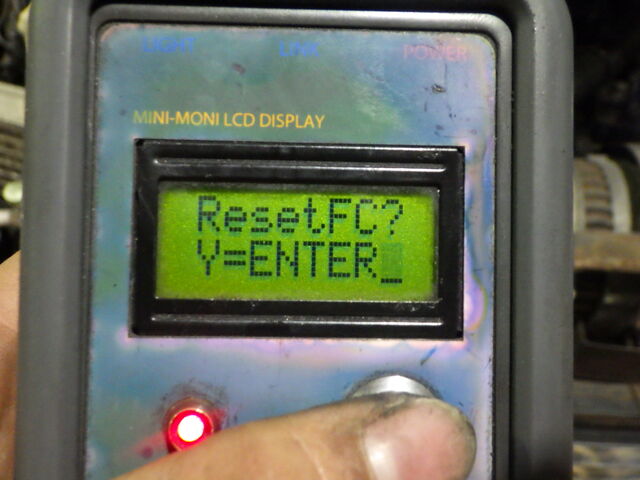 LIGHT LINK POWER
MINI-MONI LCD DISPLAY
ResetFC?
Y=ENTER_